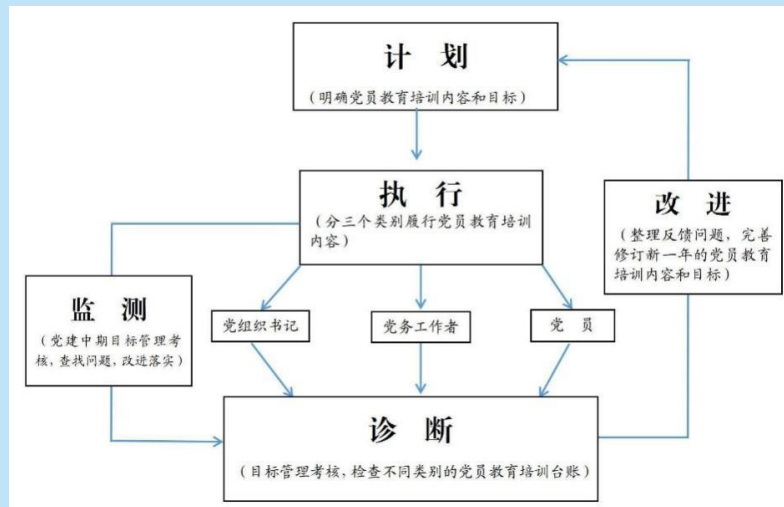 计 划
(明确党员教育培训内容和目标)
执 行
(分三个类别履行党员教育培训
内容)
改 进
(整理反馈问题, 完善
修订新一年的党员教育
培训内容和目标)
监 测
(党建中期目标管理考
核, 查找问题, 改进落实)
党组织书记
党务工作者
党 员
诊 断
(目标管理考核, 检查不同类别的党员教育培训台账)